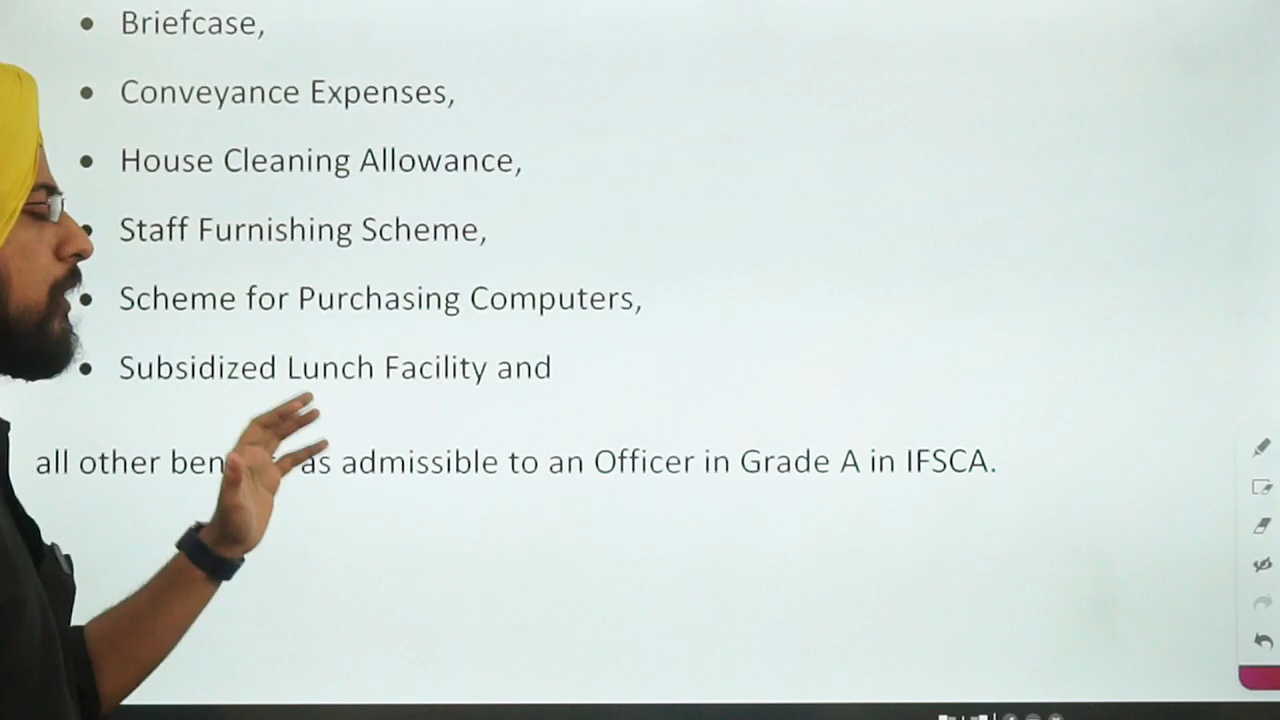 • Briefcase,
• Conveyance Expenses,
• House Cleaning Allowance,
• Staff Furnishing Scheme,
• Scheme for Purchasing Computers,
• Subsidized Lunch Facility and
all other as admissible to an Officer in Grade A in IFSCA.